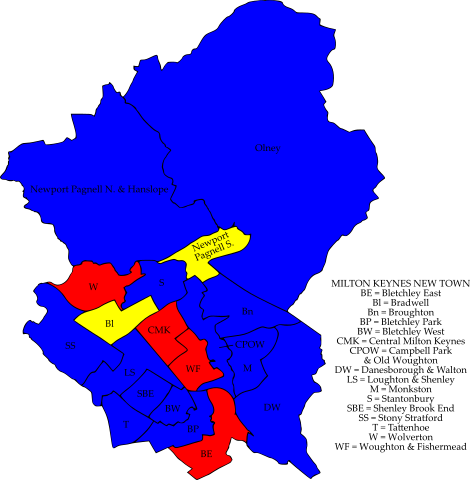 Olney
Newport Pagnell N. & Hanslope
Newport
Pagnell S.
W
S
Bl
CMK
Bn
SS
CPOW
LS
WF
M
SBE
BW
DW
T
BP
BE
MILTON KEYNES NEW TOWN
BE = Bletchley East
Bl = Bradwell
Bn = Broughton
BP = Bletchley Park
BW = Bletchley West
CMK = Central Milton Keynes
CPOW = Campbell Park
& Old Woughton
DW = Danesborough & Walton
LS = Loughton & Shenley
M = Monkston
S = Stantonbury
SBE = Shenley Brook End
SS = Stony Stratford
T = Tattenhoe
W = Wolverton
WF = Woughton & Fishermead